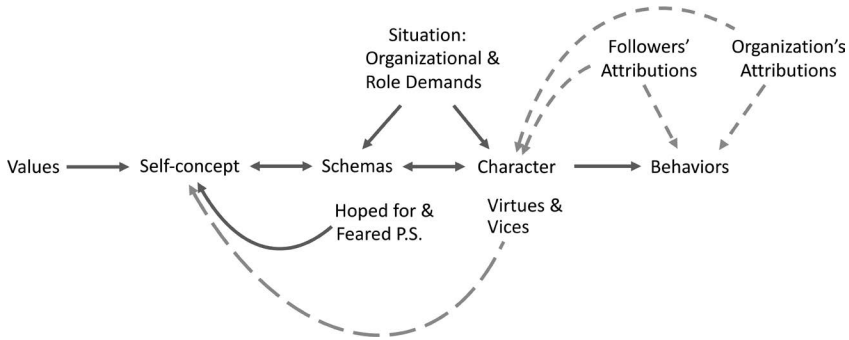 Situation:
Organizational &
Role Demands
Followers'
Attributions
Organization's
Attributions
Values
Self-concept
Schemas
Character
Behaviors
Hoped for &
Feared P.S.
Virtues &
Vices